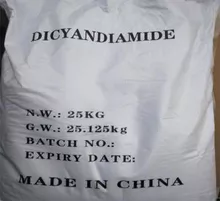 DICYANDIAMIDE
N.W.: 25KG
G.W.: 25.125kg
BATCH NO.:
EXPIRY DATE:
MADE IN CHINA